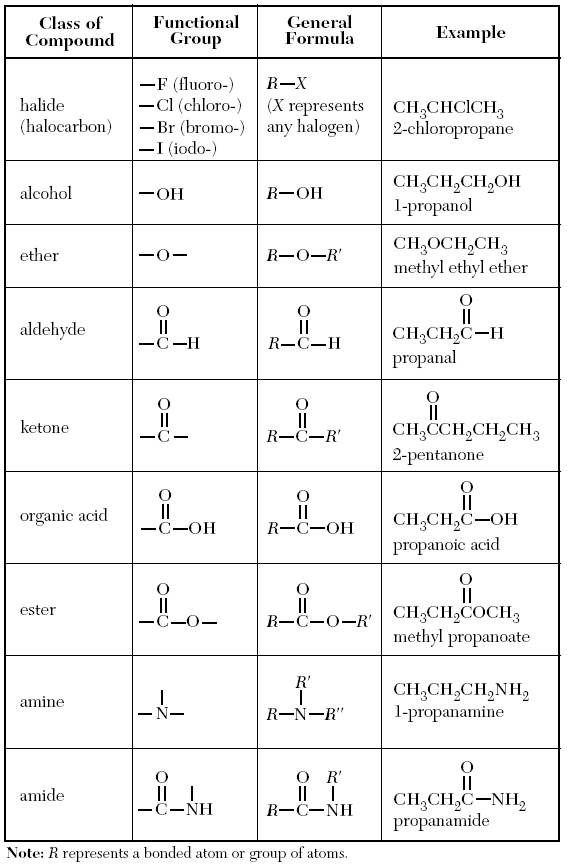 Class of Compound
Functional Group
General Formula
Example
halide (halocarbon)
—F (fluoro-)
—Cl (chloro-)
—Br (bromo-)
—I (iodo-)
R—X
(X represents
any halogen)
CH₃CHClCH₃
2-chloropropane
alcohol
—OH
R—OH
CH₃CH₂CH₂OH
1-propanol
ether
—O—
R—O—R′
CH₃OCH₂CH₃
methyl ethyl ether
aldehyde
O
||
—C—H
O
||
R—C—H
O
||
CH₃CH₂C—H
propanal
ketone
O
||
—C—
O
||
R—C—R′
O
||
CH₃CCH₂CH₂CH₃
2-pentanone
organic acid
O
||
—C—OH
O
||
R—C—OH
O
||
CH₃CH₂C—OH
propanoic acid
ester
O
||
—C—O—
O
||
R—C—O—R′
O
||
CH₃CH₂COCH₃
methyl propanoate
amine
|
—N—
R′
|
R—N—R′′
CH₃CH₂CH₂NH₂
1-propanamine
amide
O |
||
—C—NH
O R′
|| |
R—C—NH
O
||
CH₃CH₂C—NH₂
propanamide
Note: R represents a bonded atom or group of atoms.